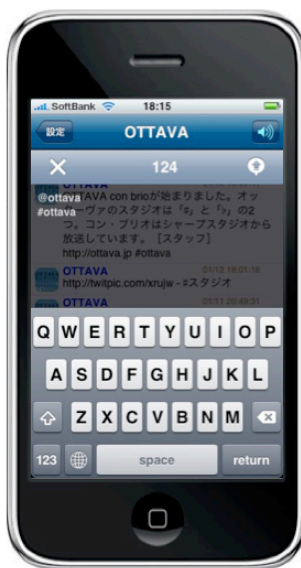 SoftBank 18:15
設定 OTTAVA
124
OTTAVA
@ottava
#ottava
OTTAVA con brioが始まりました。オッ
ターヴァのスタジオは「#」と「♭」の2
つ。コン・ブリオはシャープスタジオから
放送しています。［スタッフ］
http://ottava.jp #ottava
OTTAVA 01/12 18:01:18
http://twitpic.com/xrujw - #スタジオ
OTTAVA 01/11 20:49:31
Q W E R T Y U I O P
A S D F G H J K L
Z X C V B N M
123 space return